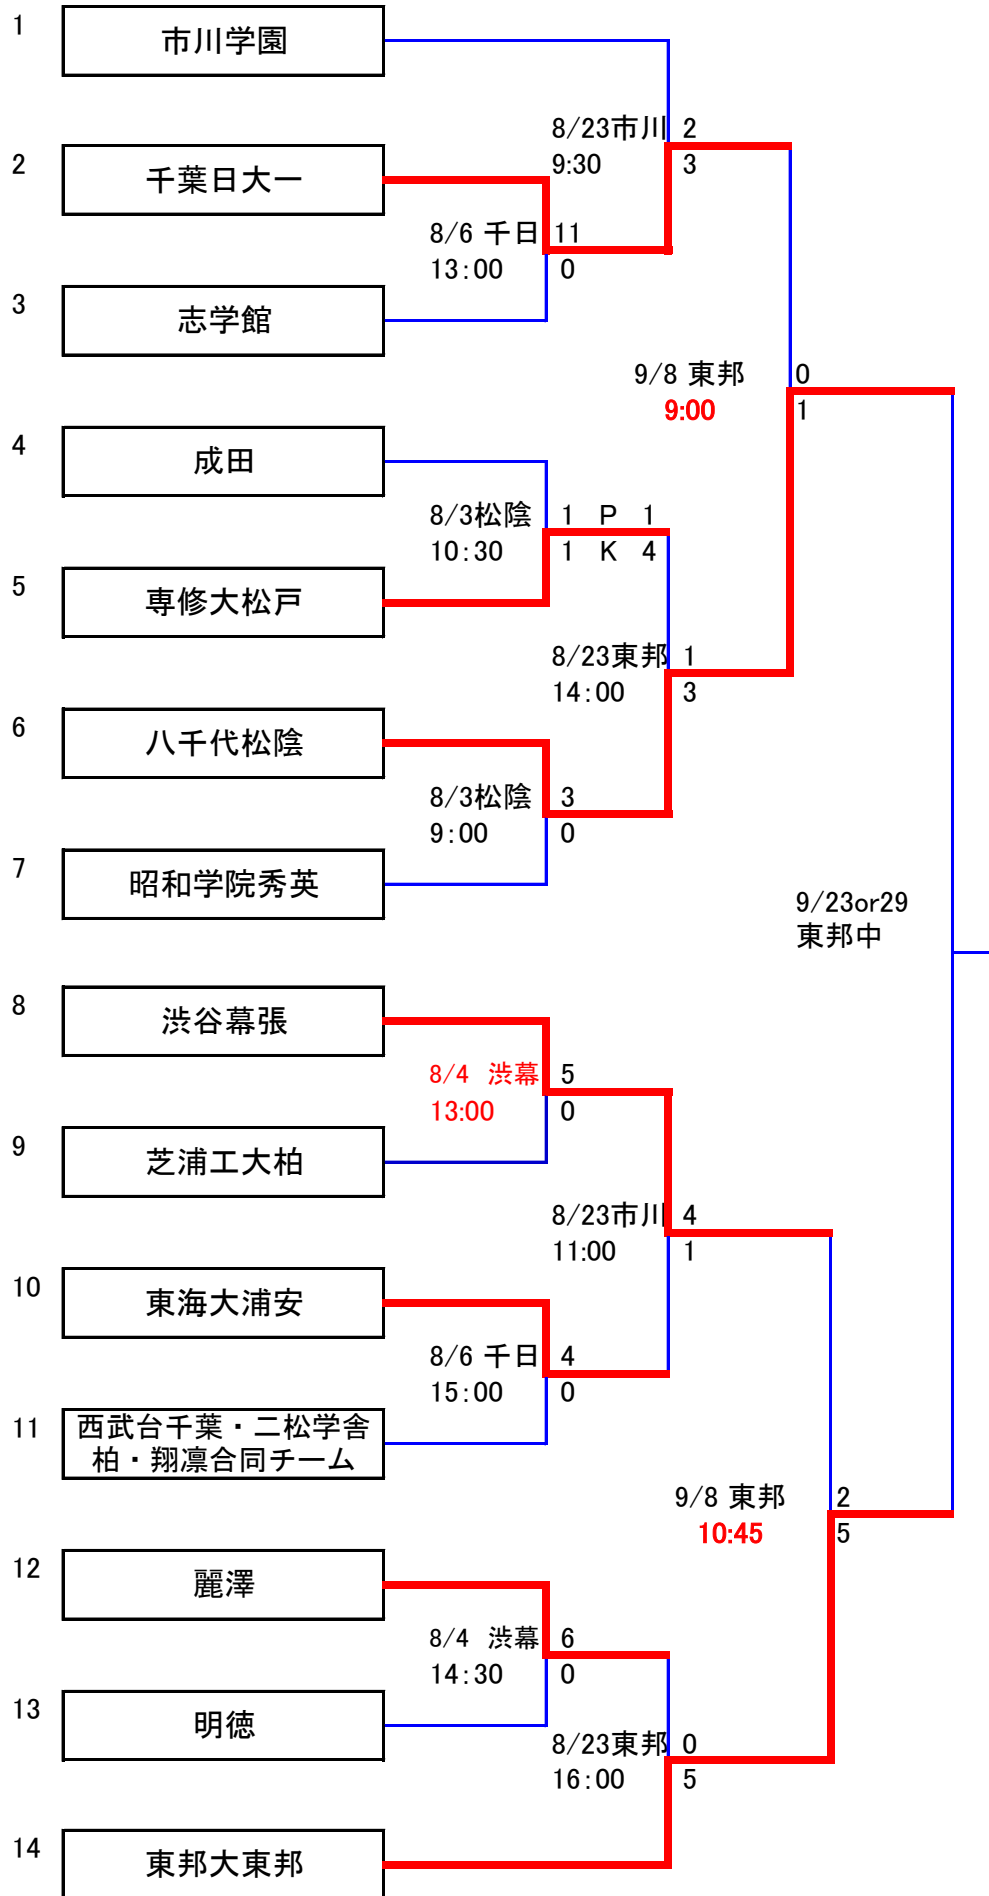 1
市川学園
8/23市川 2
9:30 3
2
千葉日大一
8/6 千日 11
13:00 0
3
志学館
9/8 東邦 0
9:00 1
4
成田
8/3松陰 1 P 1
10:30 1 K 4
5
専修大松戸
8/23東邦 1
14:00 3
6
八千代松陰
8/3松陰 3
9:00 0
7
昭和学院秀英
9/23or29
東邦中
8
渋谷幕張
8/4 渋幕 5
13:00 0
9
芝浦工大柏
8/23市川 4
11:00 1
10
東海大浦安
8/6 千日 4
15:00 0
11
西武台千葉・二松学舎
柏・翔凛合同チーム
9/8 東邦 2
10:45 5
12
麗澤
8/4 渋幕 6
14:30 0
13
明徳
8/23東邦 0
16:00 5
14
東邦大東邦